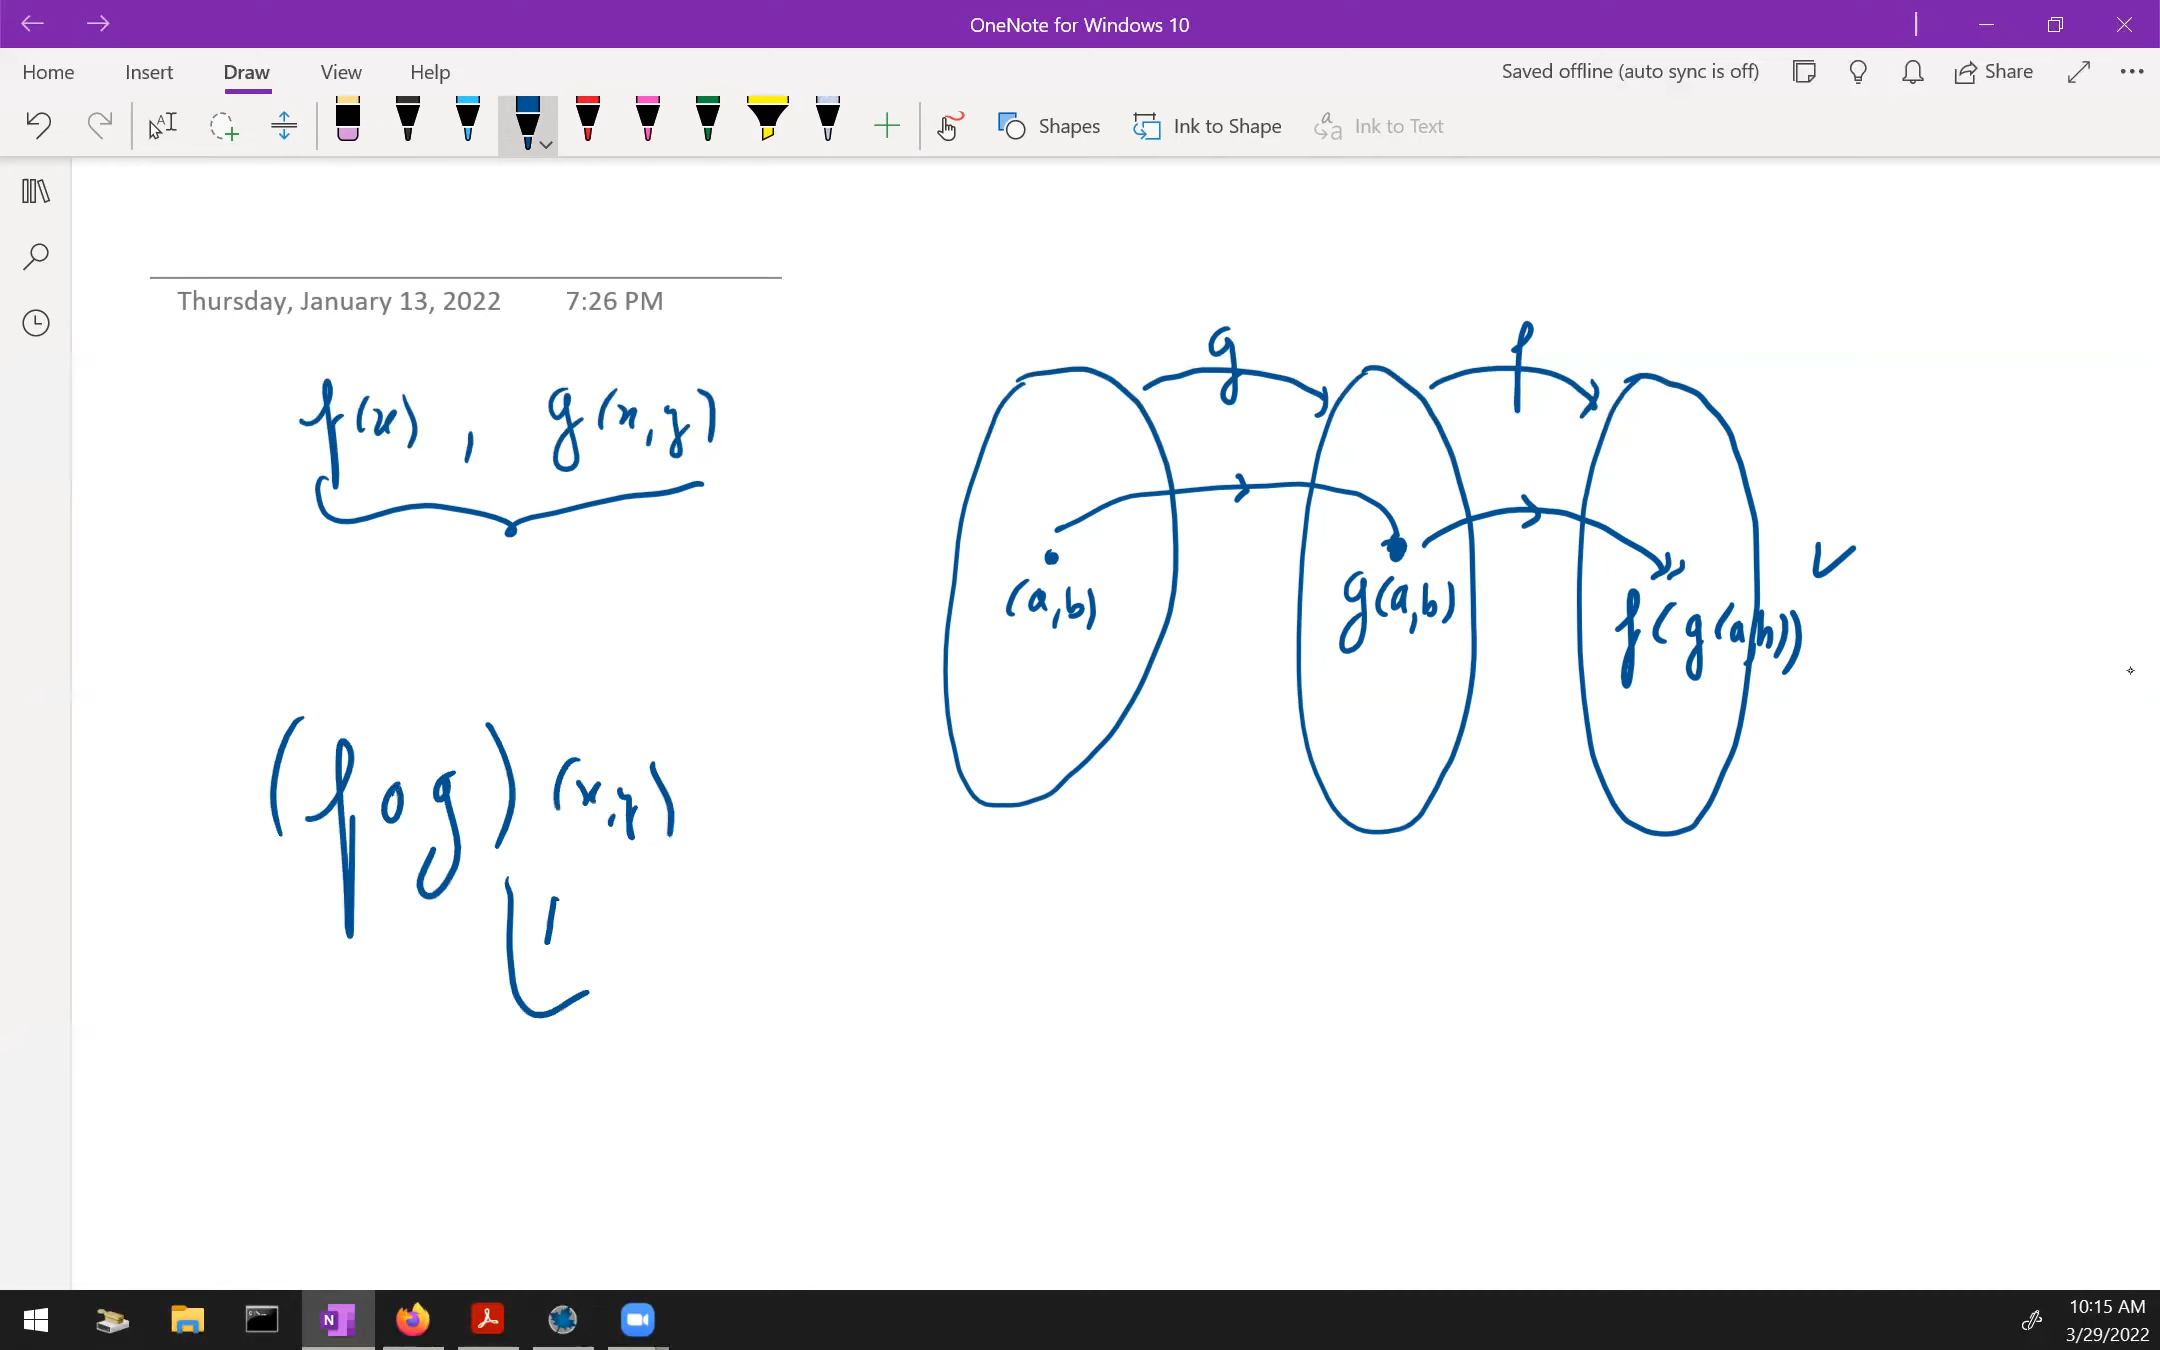 OneNote for Windows 10
Home Insert Draw View Help
Saved offline (auto sync is off) Share
Shapes Ink to Shape Ink to Text
Thursday, January 13, 2022 7:26 PM
g f
f(x) , g(x,y)
(a,b) g(a,b) f(g(a,b))
(fog)(x,y)
10:15 AM
3/29/2022